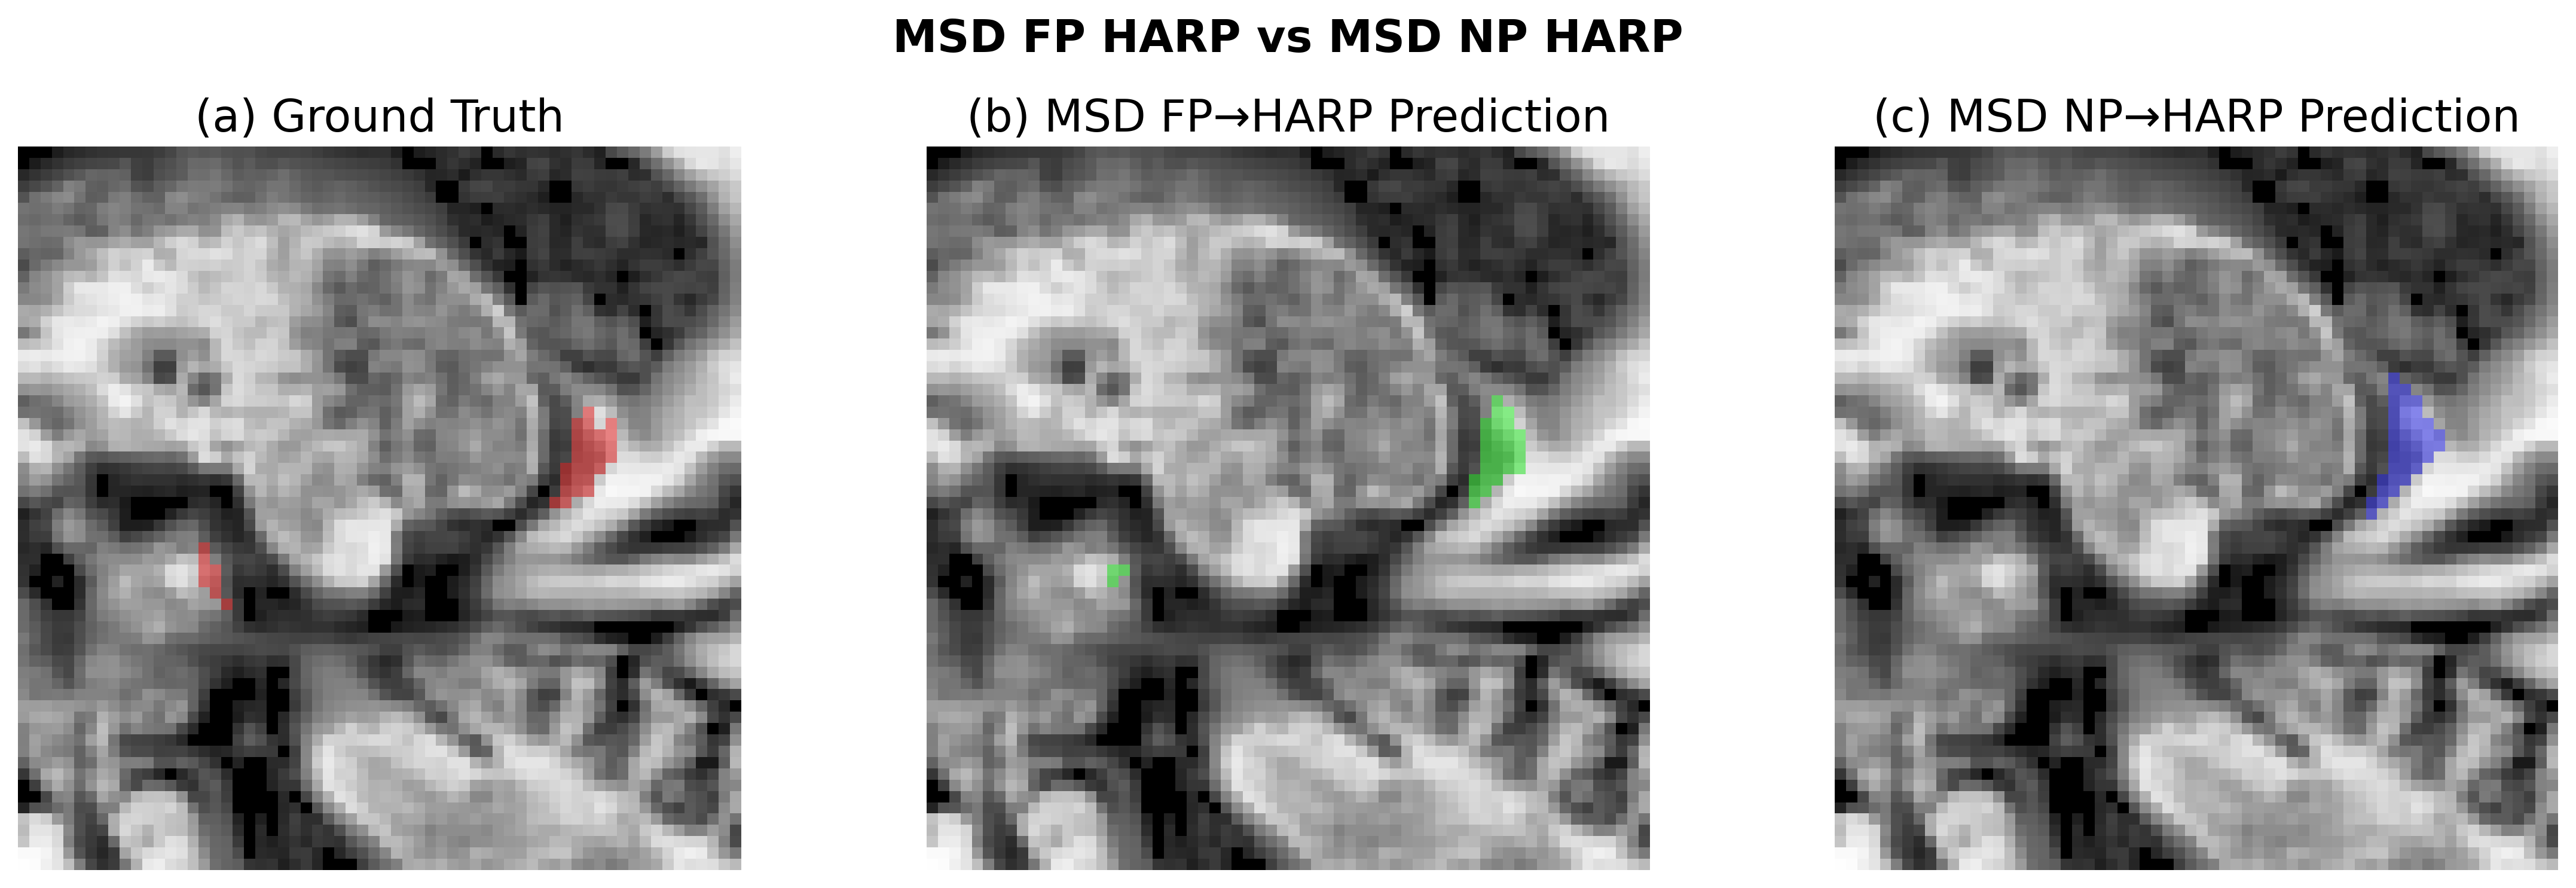 MSD FP HARP vs MSD NP HARP
(a) Ground Truth
(b) MSD FP→HARP Prediction
(c) MSD NP→HARP Prediction